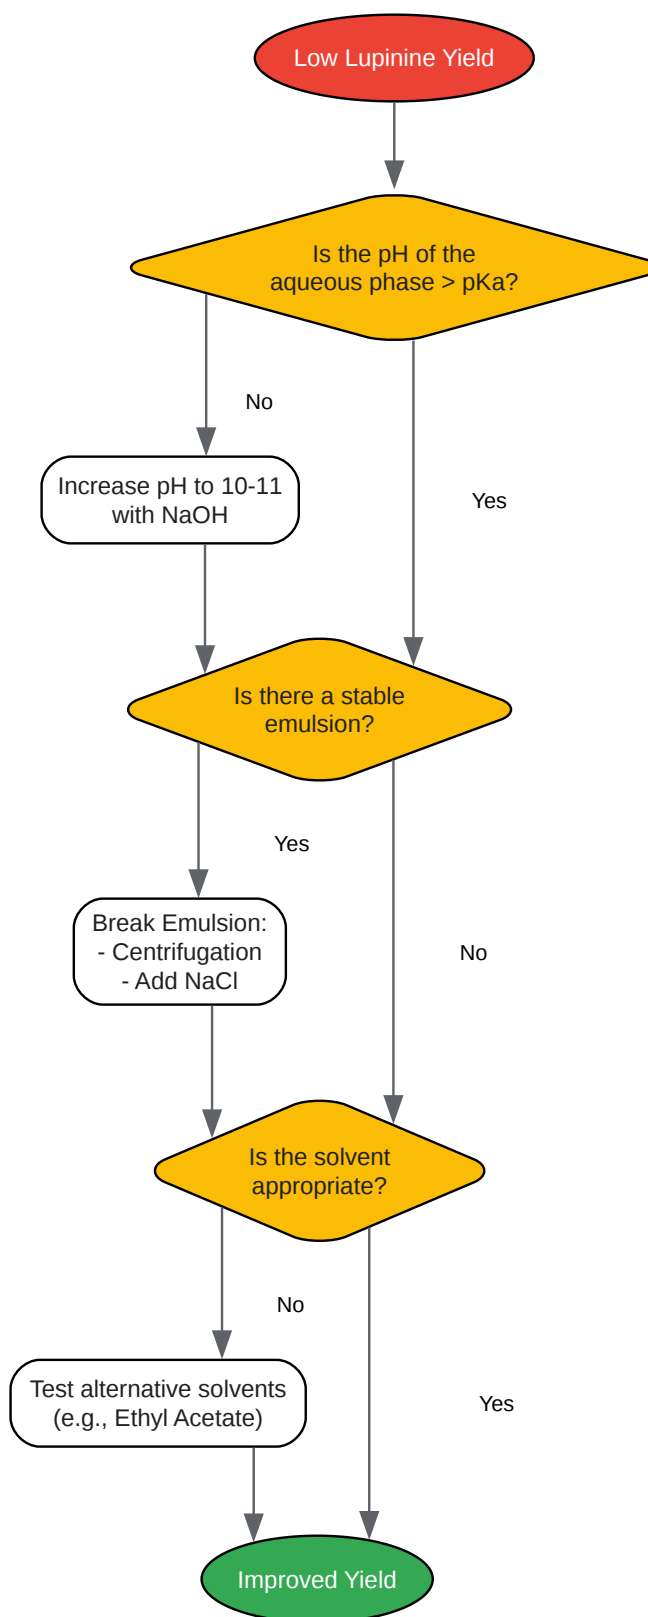 Low Lupinine Yield
Is the pH of the
aqueous phase > pKa?
No
Increase pH to 10-11
with NaOH
Yes
Is there a stable
emulsion?
Yes
Break Emulsion:
- Centrifugation
- Add NaCl
No
Is the solvent
appropriate?
No
Test alternative solvents
(e.g., Ethyl Acetate)
Yes
Improved Yield